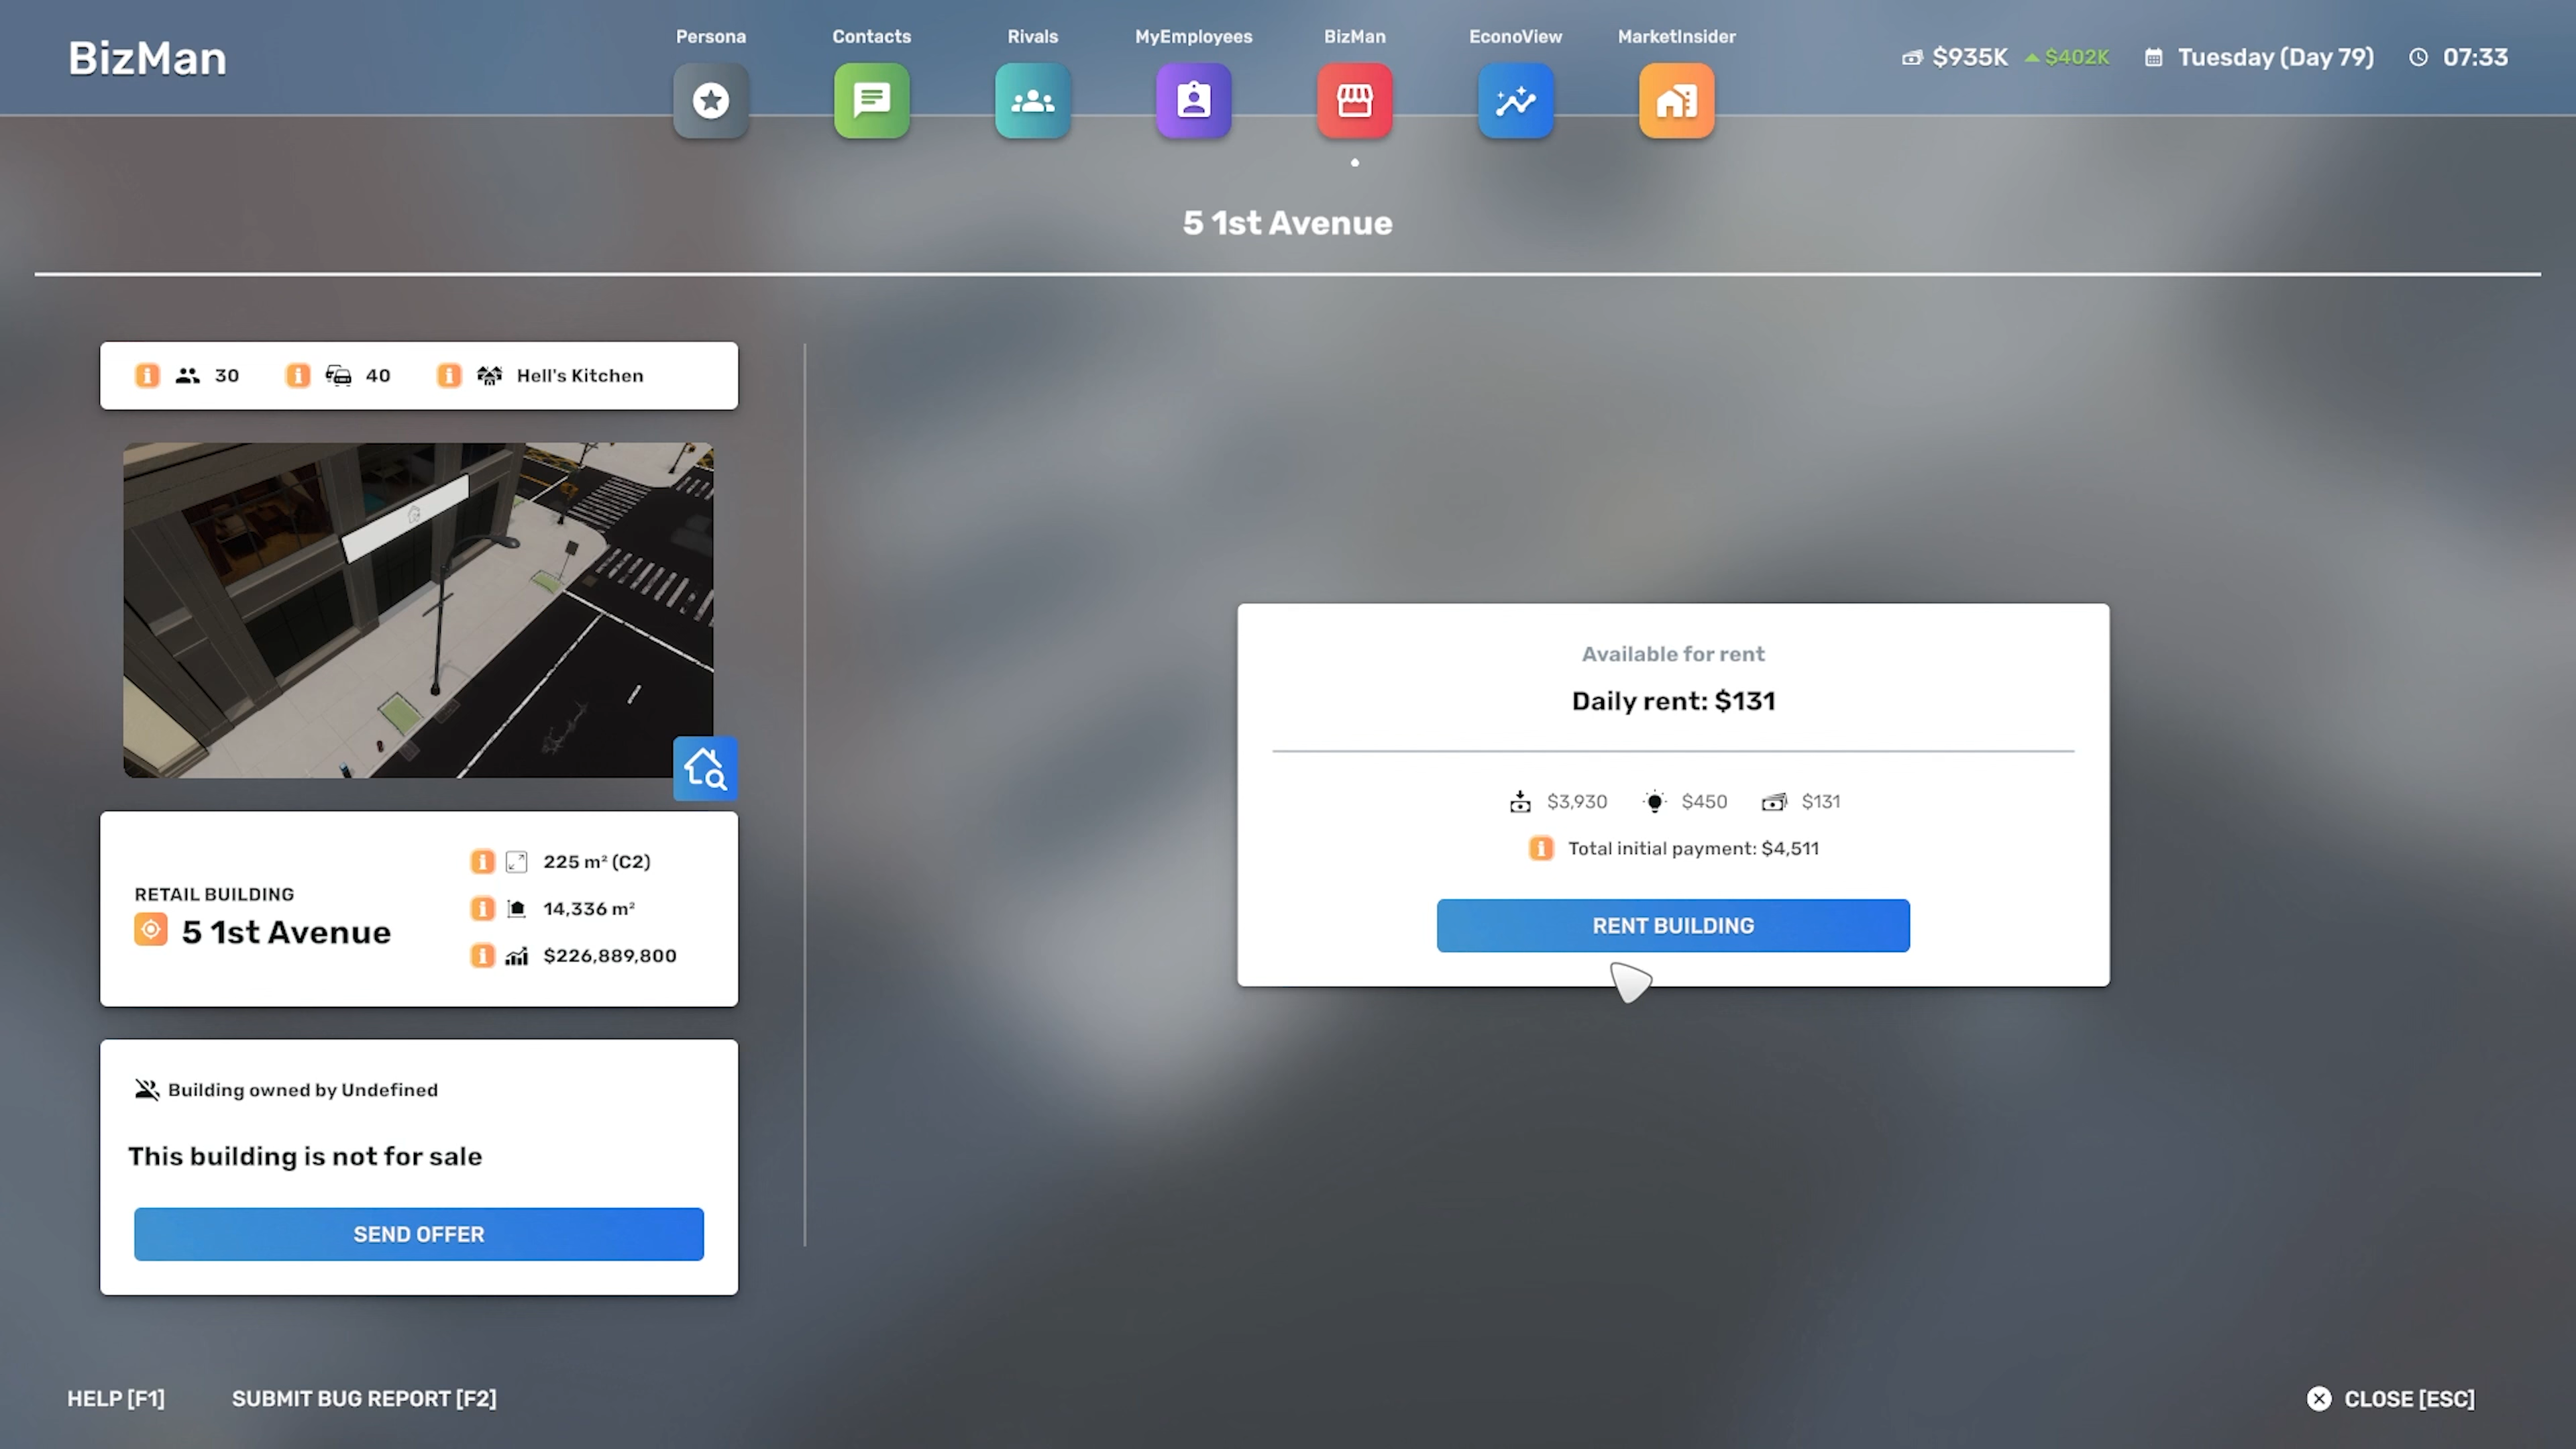 BizMan
Persona
Contacts
Rivals
MyEmployees
BizMan
EconoView
MarketInsider
$935K
$402K
Tuesday (Day 79)
07:33
5 1st Avenue
30
40
Hell's Kitchen
RETAIL BUILDING
5 1st Avenue
225 m² (C2)
14,336 m²
$226,889,800
Building owned by Undefined
This building is not for sale
SEND OFFER
Available for rent
Daily rent: $131
$3,930
$450
$131
Total initial payment: $4,511
RENT BUILDING
HELP [F1]
SUBMIT BUG REPORT [F2]
CLOSE [ESC]